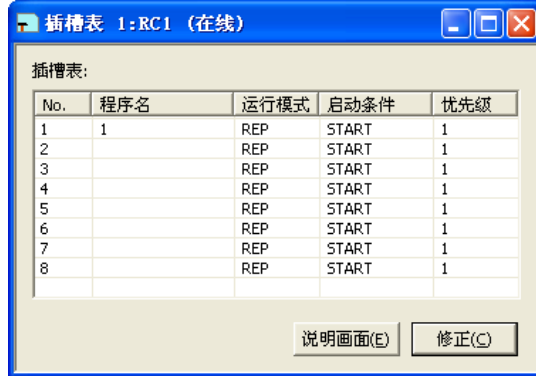 插槽表 1:RC1 (在线)
插槽表:
No. 程序名 运行模式 启动条件 优先级
1 1 REP START 1
2 REP START 1
3 REP START 1
4 REP START 1
5 REP START 1
6 REP START 1
7 REP START 1
8 REP START 1
说明画面(E) 修正(C)